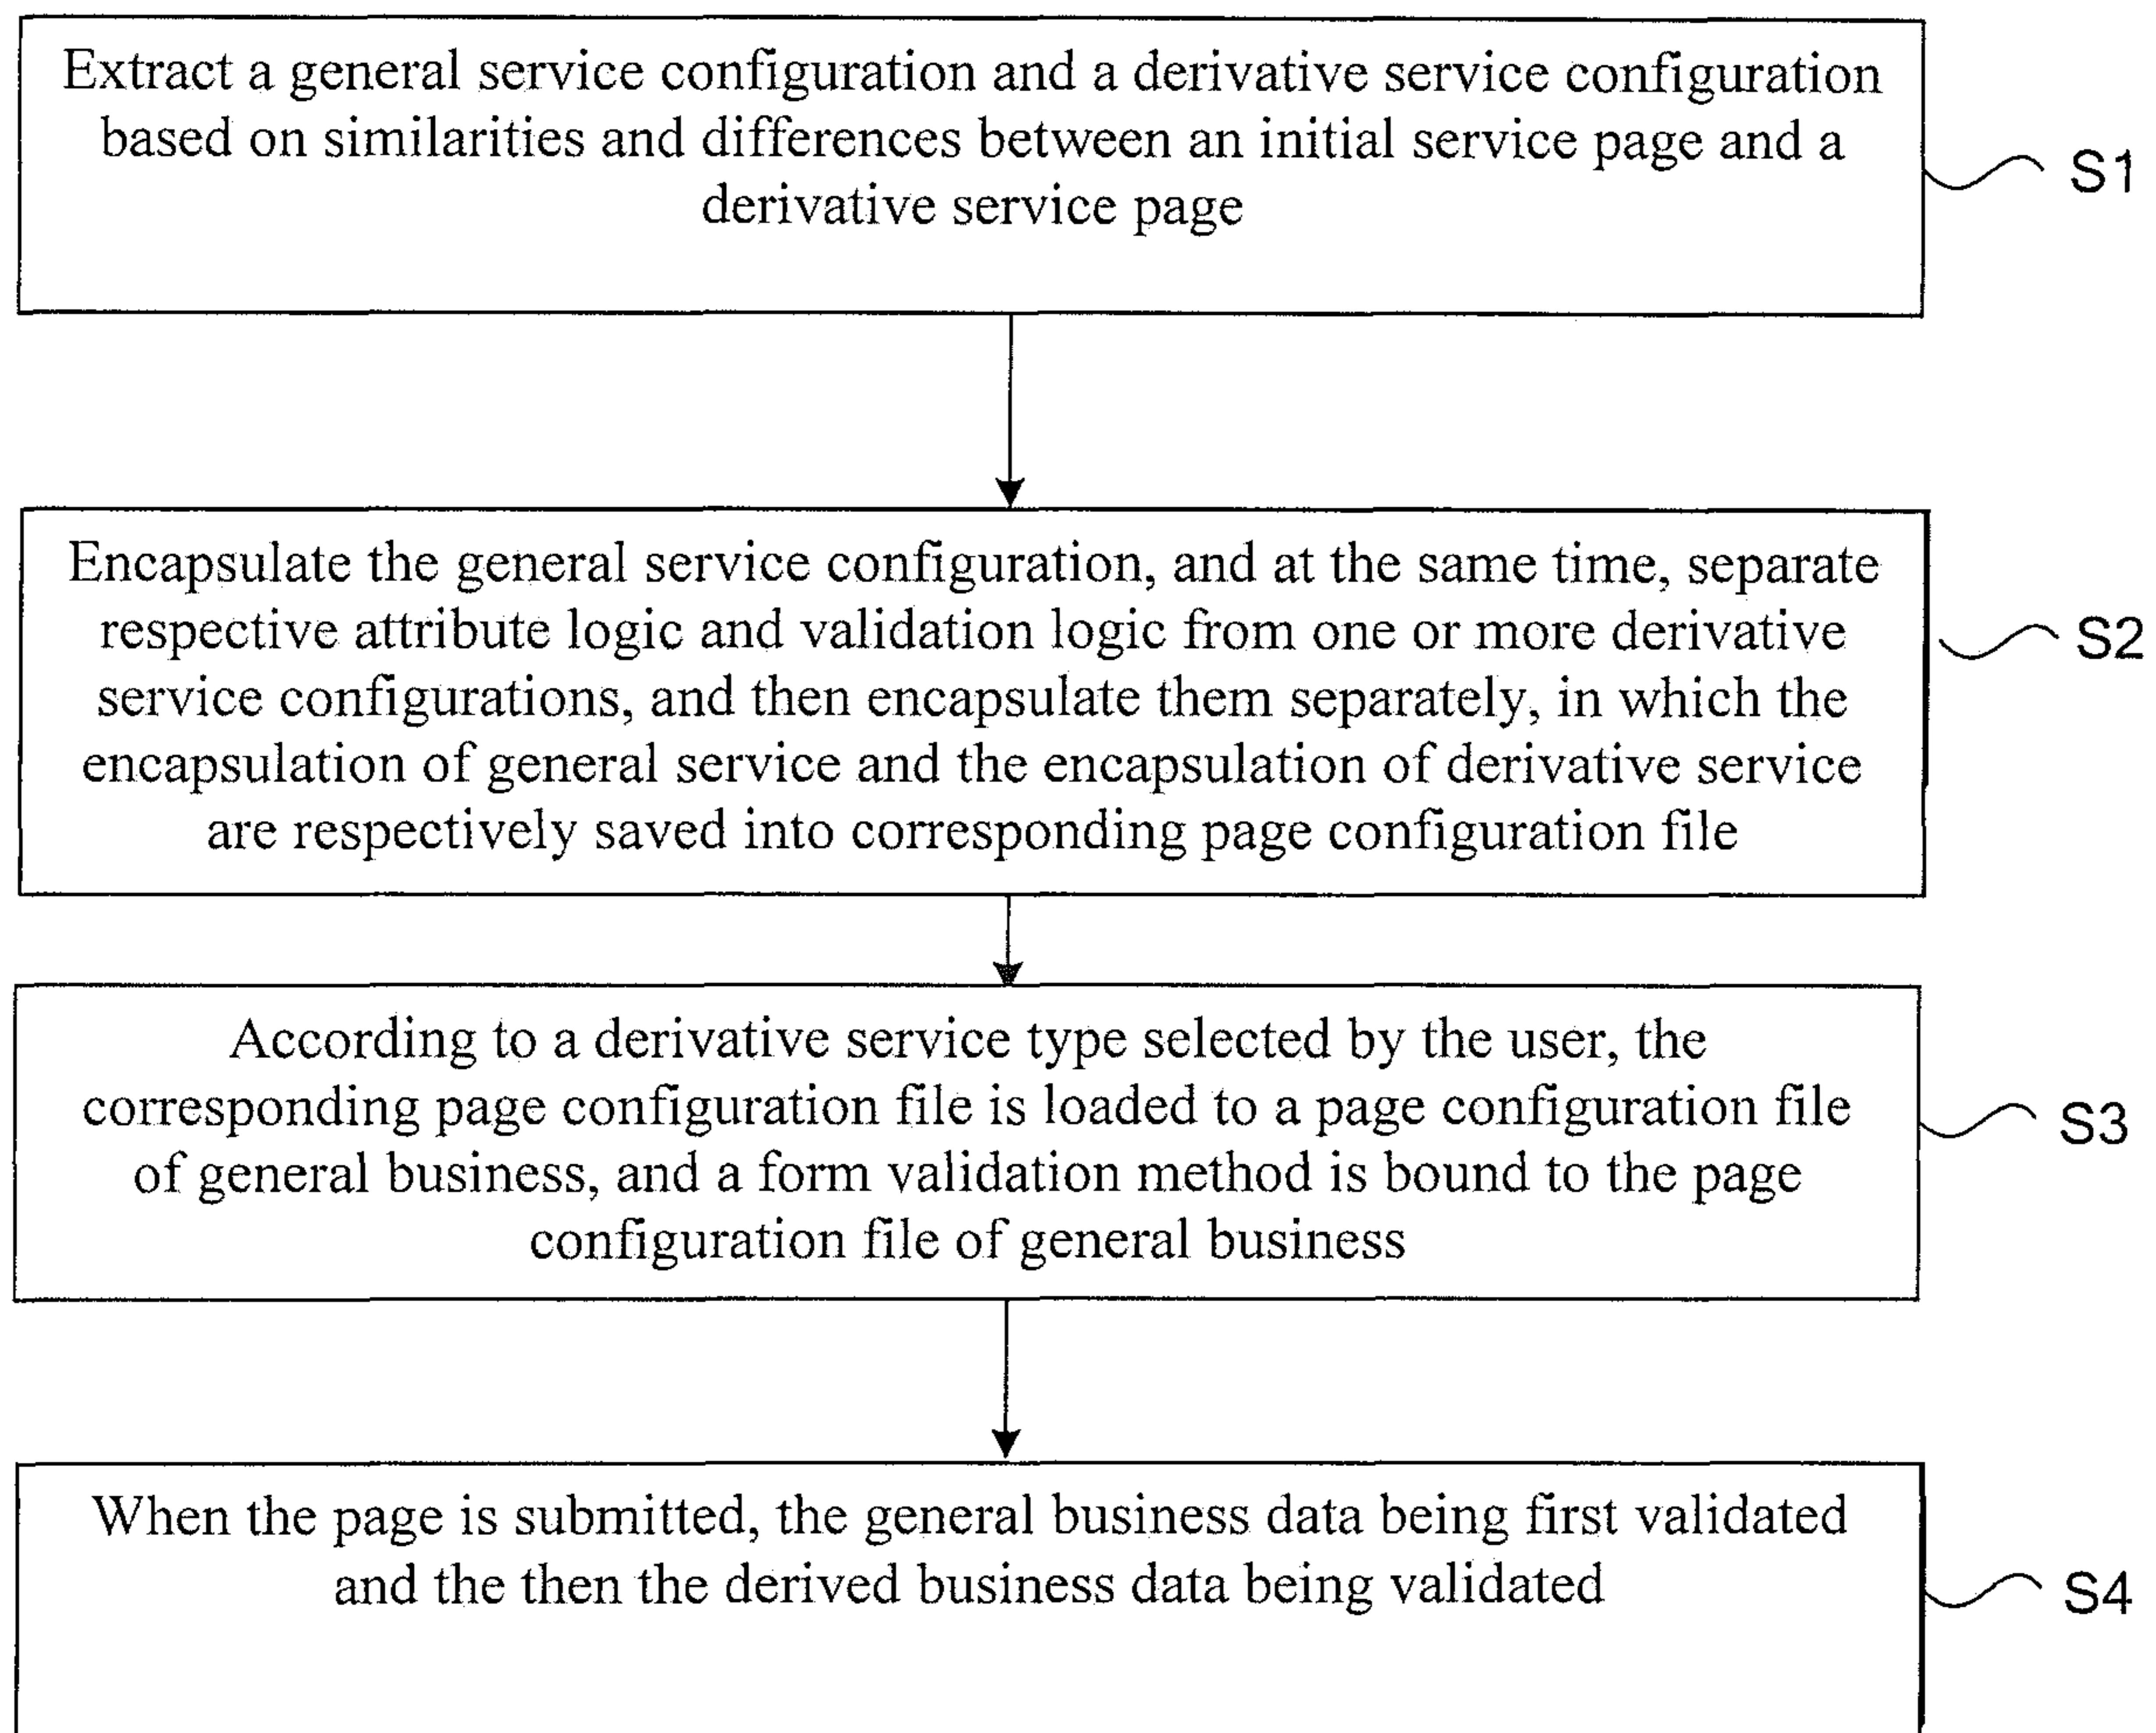 Extract a general service configuration and a derivative service configuration
based on similarities and differences between an initial service page and a
derivative service page
S1
Encapsulate the general service configuration, and at the same time, separate
respective attribute logic and validation logic from one or more derivative
service configurations, and then encapsulate them separately, in which the
encapsulation of general service and the encapsulation of derivative service
are respectively saved into corresponding page configuration file
S2
According to a derivative service type selected by the user, the
corresponding page configuration file is loaded to a page configuration file
of general business, and a form validation method is bound to the page
configuration file of general business
S3
When the page is submitted, the general business data being first validated
and the then the derived business data being validated
S4